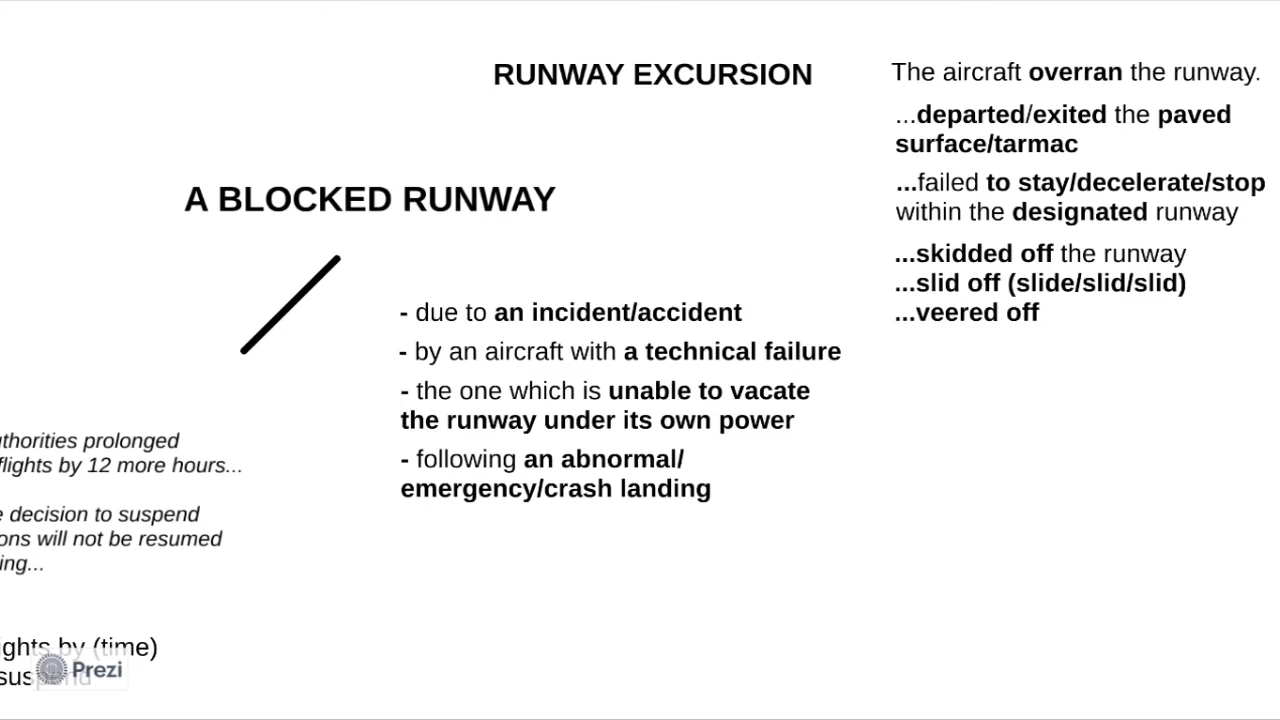 RUNWAY EXCURSION
The aircraft overran the runway.
...departed/exited the paved
surface/tarmac
...failed to stay/decelerate/stop
within the designated runway
...skidded off the runway
...slid off (slide/slid/slid)
...veered off
A BLOCKED RUNWAY
- due to an incident/accident
- by an aircraft with a technical failure
- the one which is unable to vacate
the runway under its own power
- following an abnormal/
emergency/crash landing
prolonged
by 12 more hours...
decision to suspend
will not be resumed
by (time)
Prezi